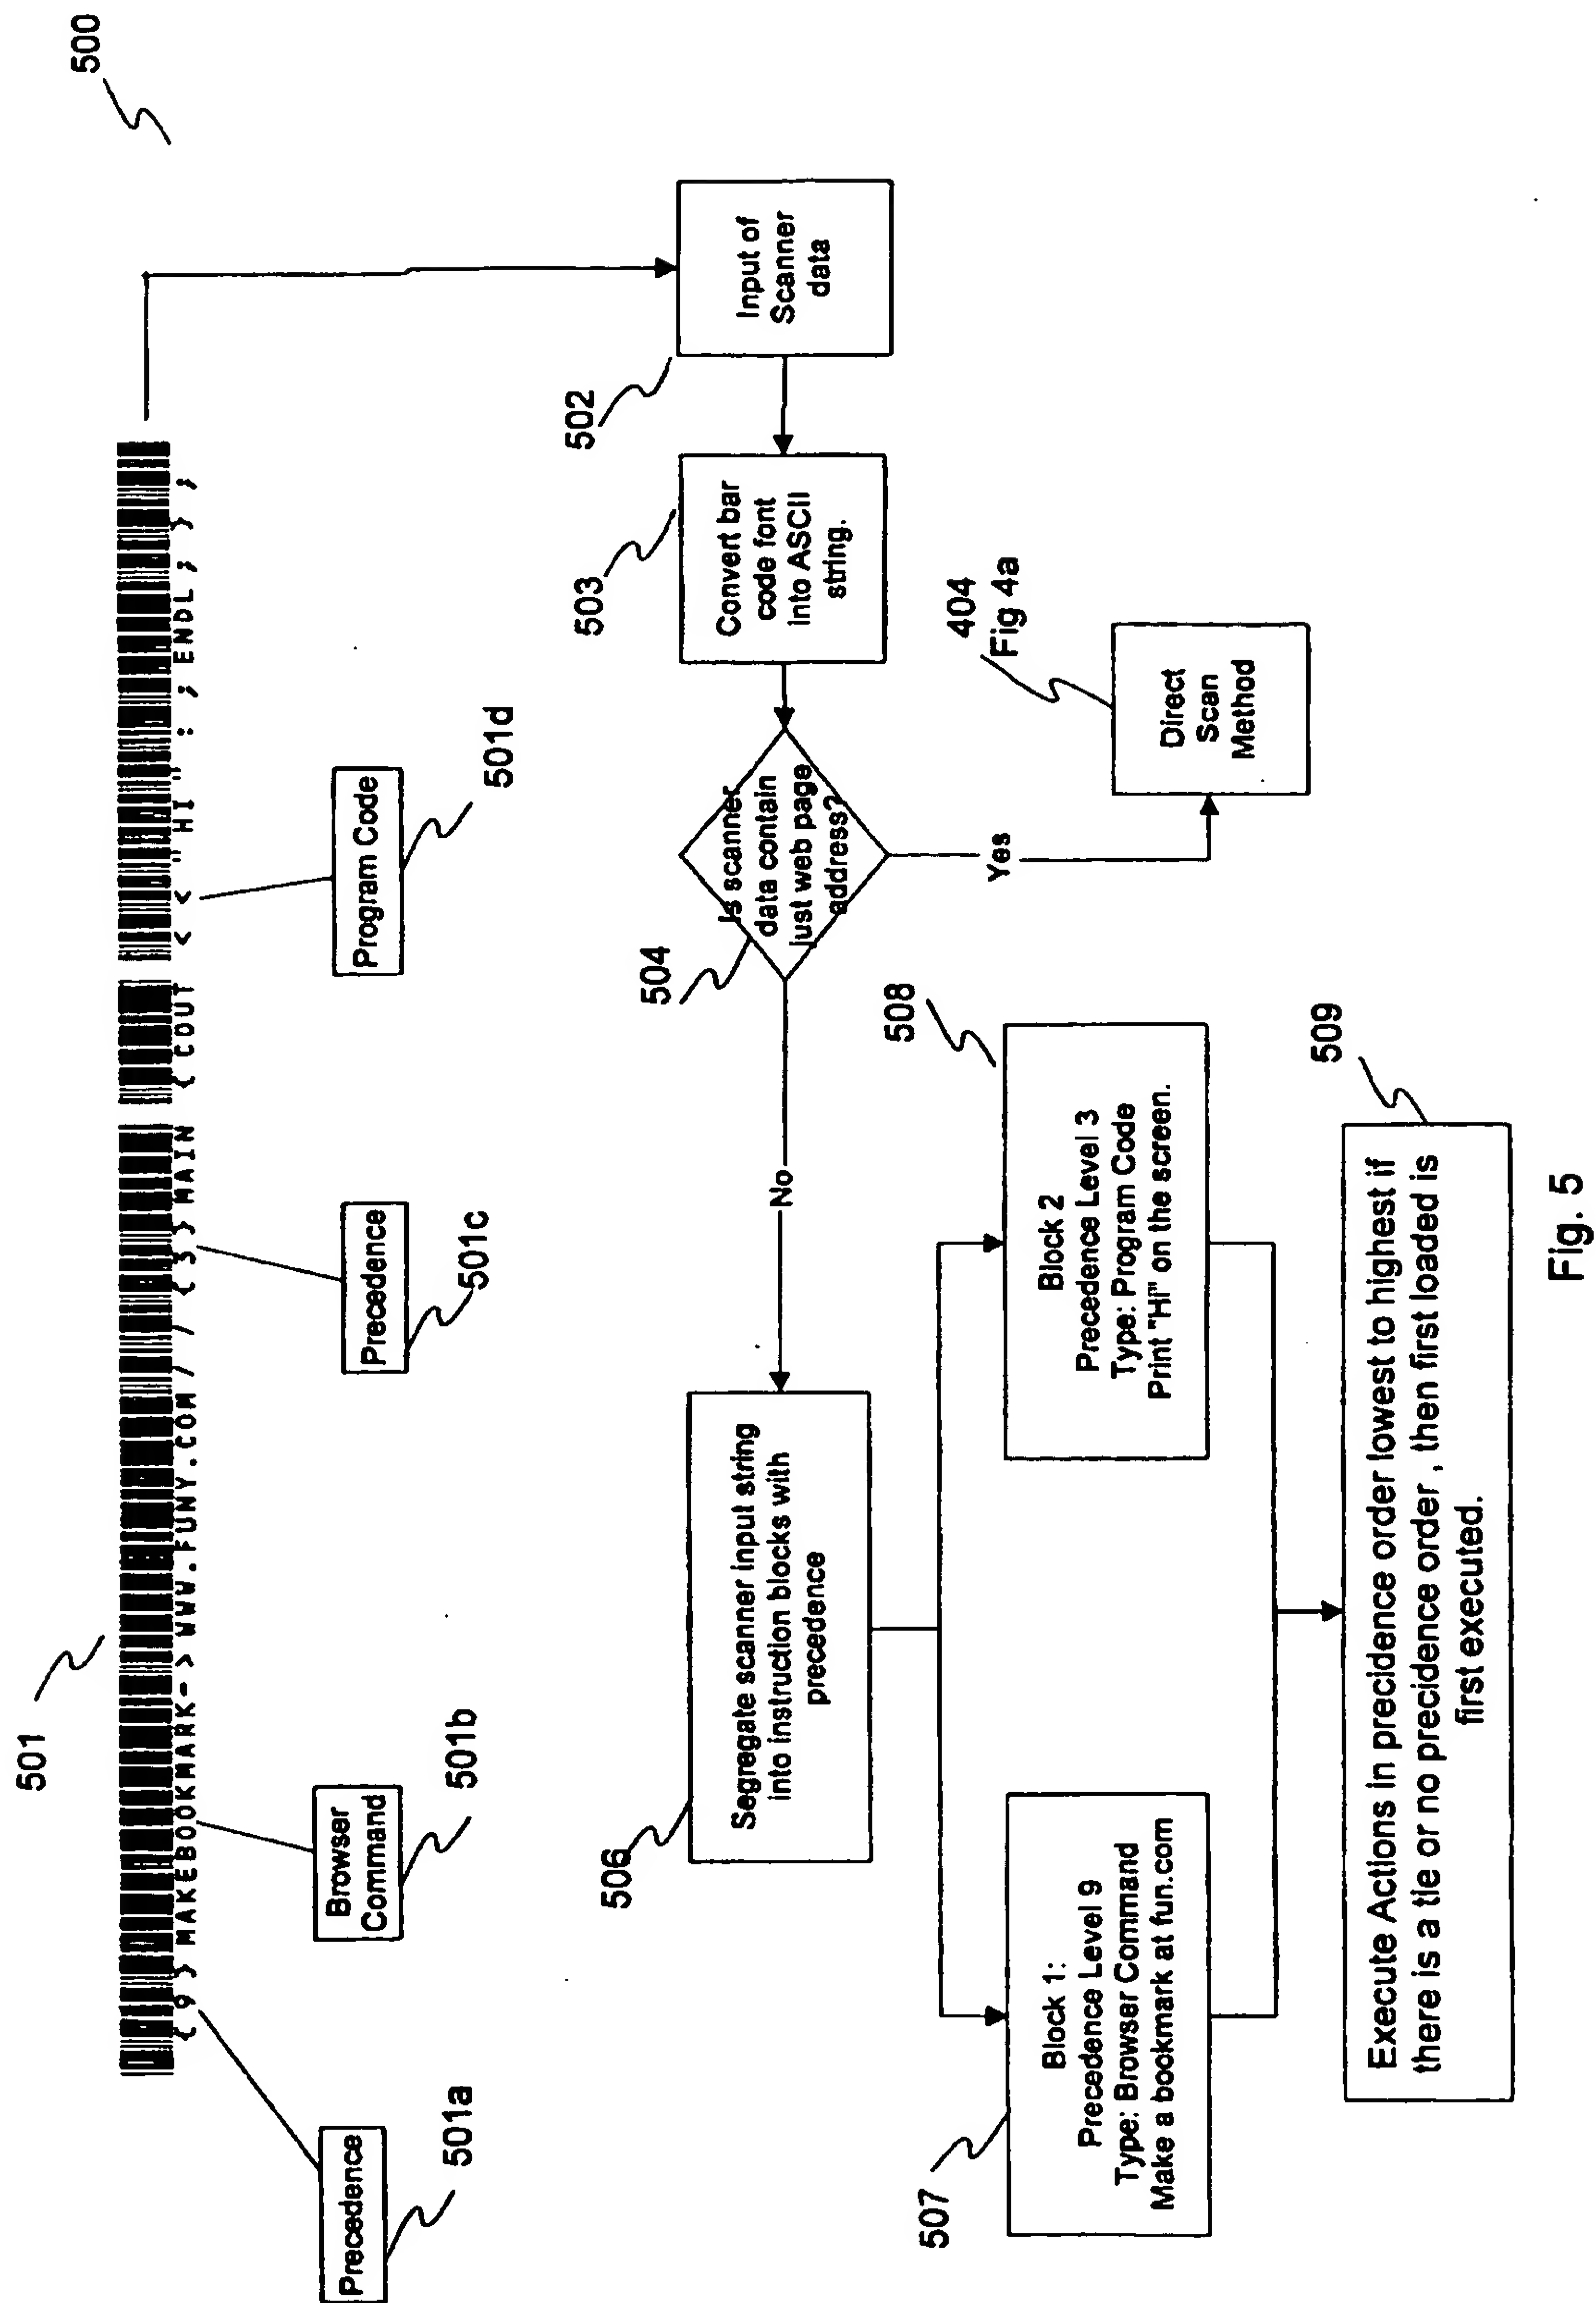 500
501
{9}MAKEBOOKMARK->WWW.FUNY.COM//{3}MAIN {COUT <<"HI":;ENDL;};
Precedence
501a
Browser
Command
501b
Precedence
501c
Program Code
501d
Input of
Scanner
data
502
Convert bar
code font
into ASCII
string.
503
Is scanner
data contain
just web page
address?
504
Yes
404
Fig 4a
Direct
Scan
Method
No
Segregate scanner input string
into instruction blocks with
precedence
506
Block 1:
Precedence Level 9
Type: Browser Command
Make a bookmark at fun.com
507
Block 2
Precedence Level 3
Type: Program Code
Print "Hi" on the screen.
508
Execute Actions in precidence order lowest to highest if
there is a tie or no precidence order , then first loaded is
first executed.
509
Fig. 5